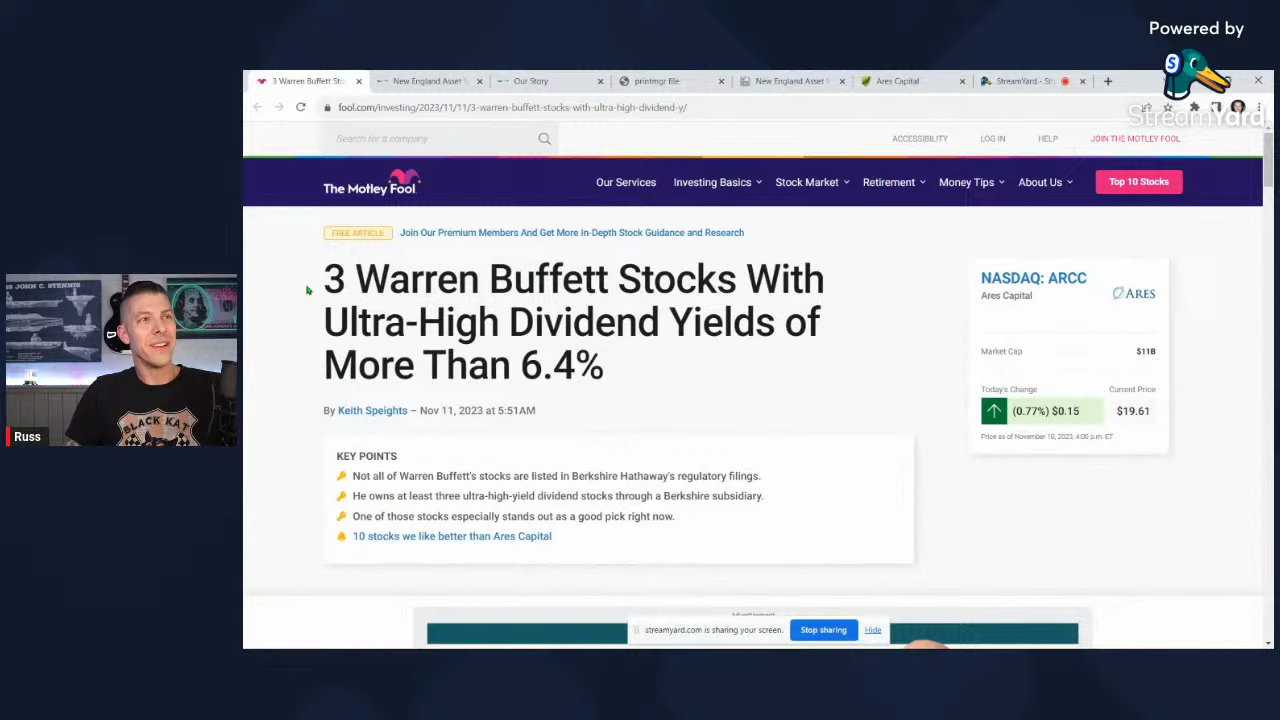 Powered by
S
StreamYard
3 Warren Buffett Sto
New England Asset
Our Story
printmgr file
New England Asset
Ares Capital
StreamYard - St
fool.com/investing/2023/11/11/3-warren-buffett-stocks-with-ultra-high-dividend-y/
Search for a company
ACCESSIBILITY
LOG IN
HELP
JOIN THE MOTLEY FOOL
The Motley Fool
Our Services
Investing Basics
Stock Market
Retirement
Money Tips
About Us
Top 10 Stocks
FREE ARTICLE
Join Our Premium Members And Get More In-Depth Stock Guidance and Research
3 Warren Buffett Stocks With
Ultra-High Dividend Yields of
More Than 6.4%
By Keith Speights – Nov 11, 2023 at 5:51AM
KEY POINTS
Not all of Warren Buffett's stocks are listed in Berkshire Hathaway's regulatory filings.
He owns at least three ultra-high-yield dividend stocks through a Berkshire subsidiary.
One of those stocks especially stands out as a good pick right now.
10 stocks we like better than Ares Capital
NASDAQ: ARCC
Ares Capital
ARES
Market Cap
$11B
Today's Change
Current Price
(0.77%) $0.15
$19.61
Price as of November 10, 2023, 4:00 p.m. ET
Advertisement
streamyard.com is sharing your screen.
Stop sharing
Hide
JOHN C. STENNIS
BLACK KAT
Russ